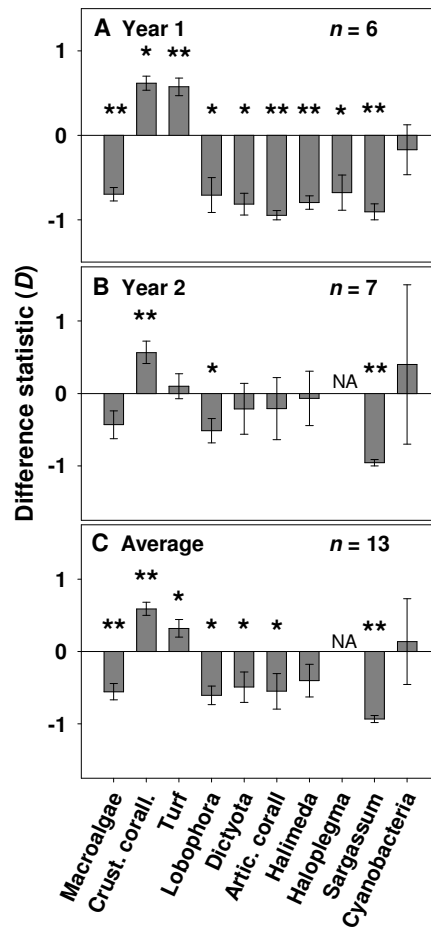 Difference statistic (D)
A Year 1 n = 6
* **
** * * ** ** * **
1
0
-1
B Year 2 n = 7
**
* NA **
1
0
-1
C Average n = 13
**
** * * * * NA **
1
0
-1
Macroalgae
Crust. corall.
Turf
Lobophora
Dictyota
Artic. corall
Halimeda
Haloplegma
Sargassum
Cyanobacteria